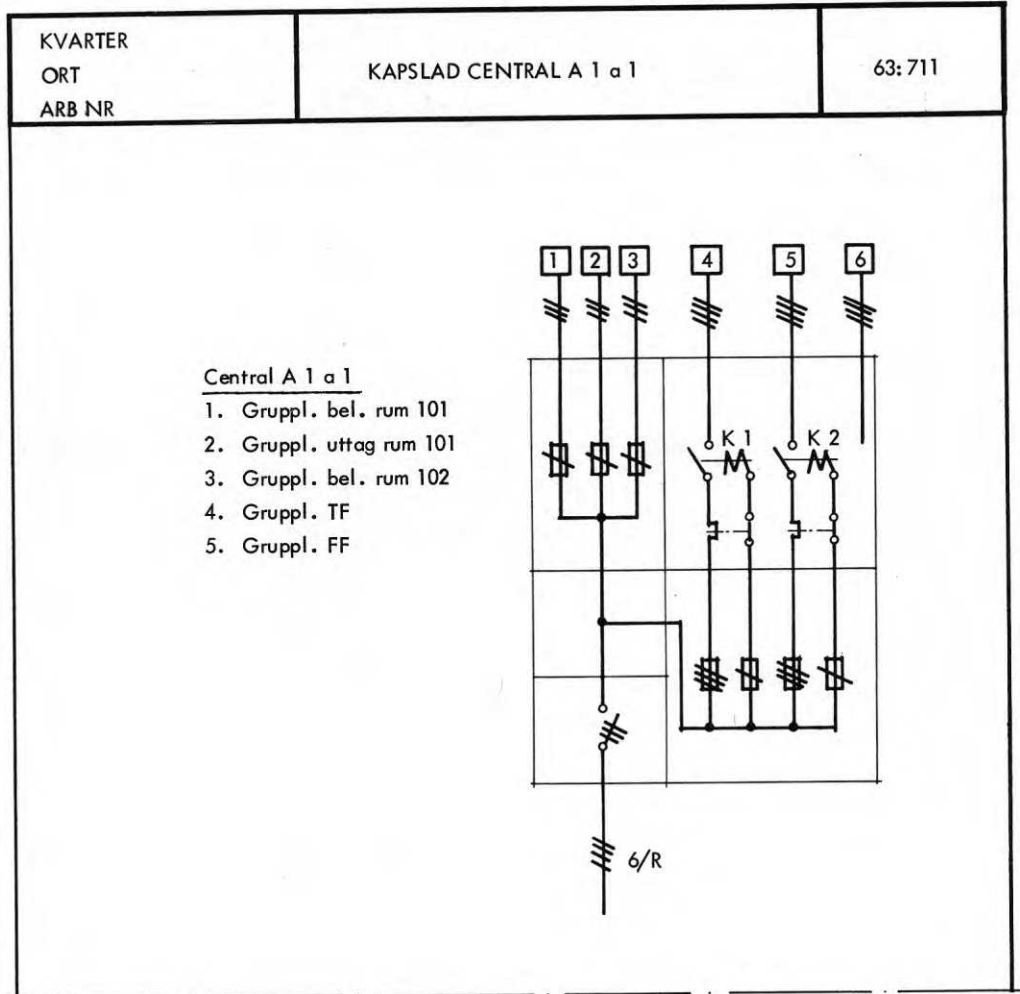 KVARTER
ORT
ARB NR
KAPSLAD CENTRAL A 1 a 1
63:711
1 2 3 4 5 6
Central A 1 a 1
1. Gruppl. bel. rum 101
2. Gruppl. uttag rum 101
3. Gruppl. bel. rum 102
4. Gruppl. TF
5. Gruppl. FF
K 1 K 2
6/R